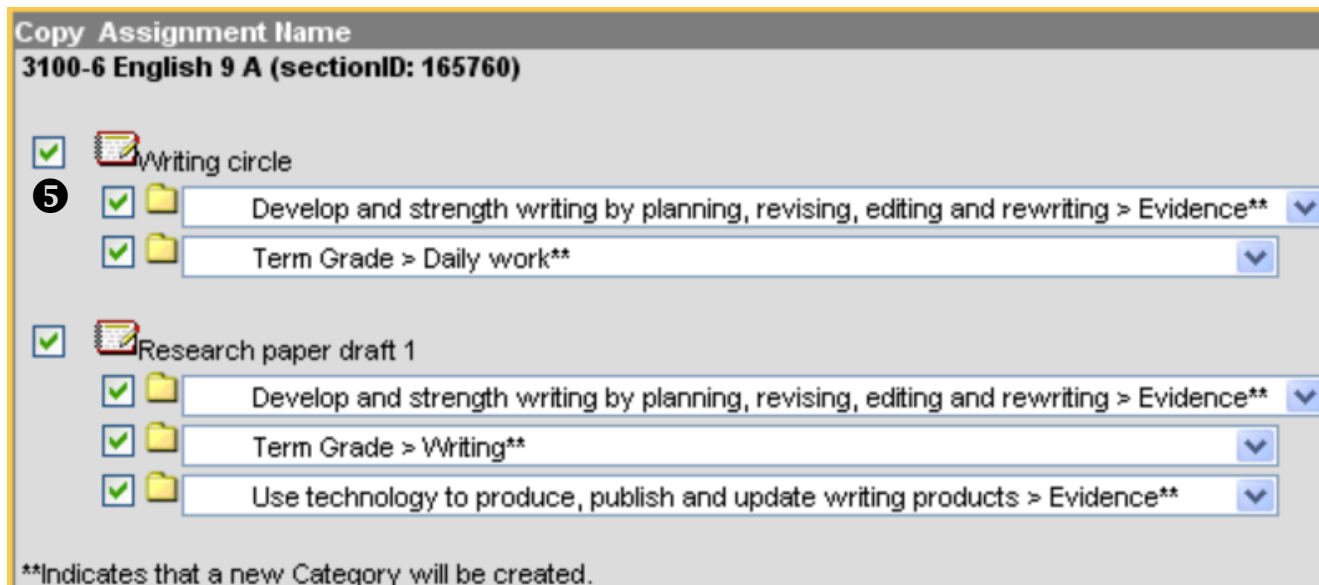 Copy Assignment Name
3100-6 English 9 A (sectionID: 165760)
Writing circle
❺
Develop and strength writing by planning, revising, editing and rewriting > Evidence**
Term Grade > Daily work**
Research paper draft 1
Develop and strength writing by planning, revising, editing and rewriting > Evidence**
Term Grade > Writing**
Use technology to produce, publish and update writing products > Evidence**
**Indicates that a new Category will be created.